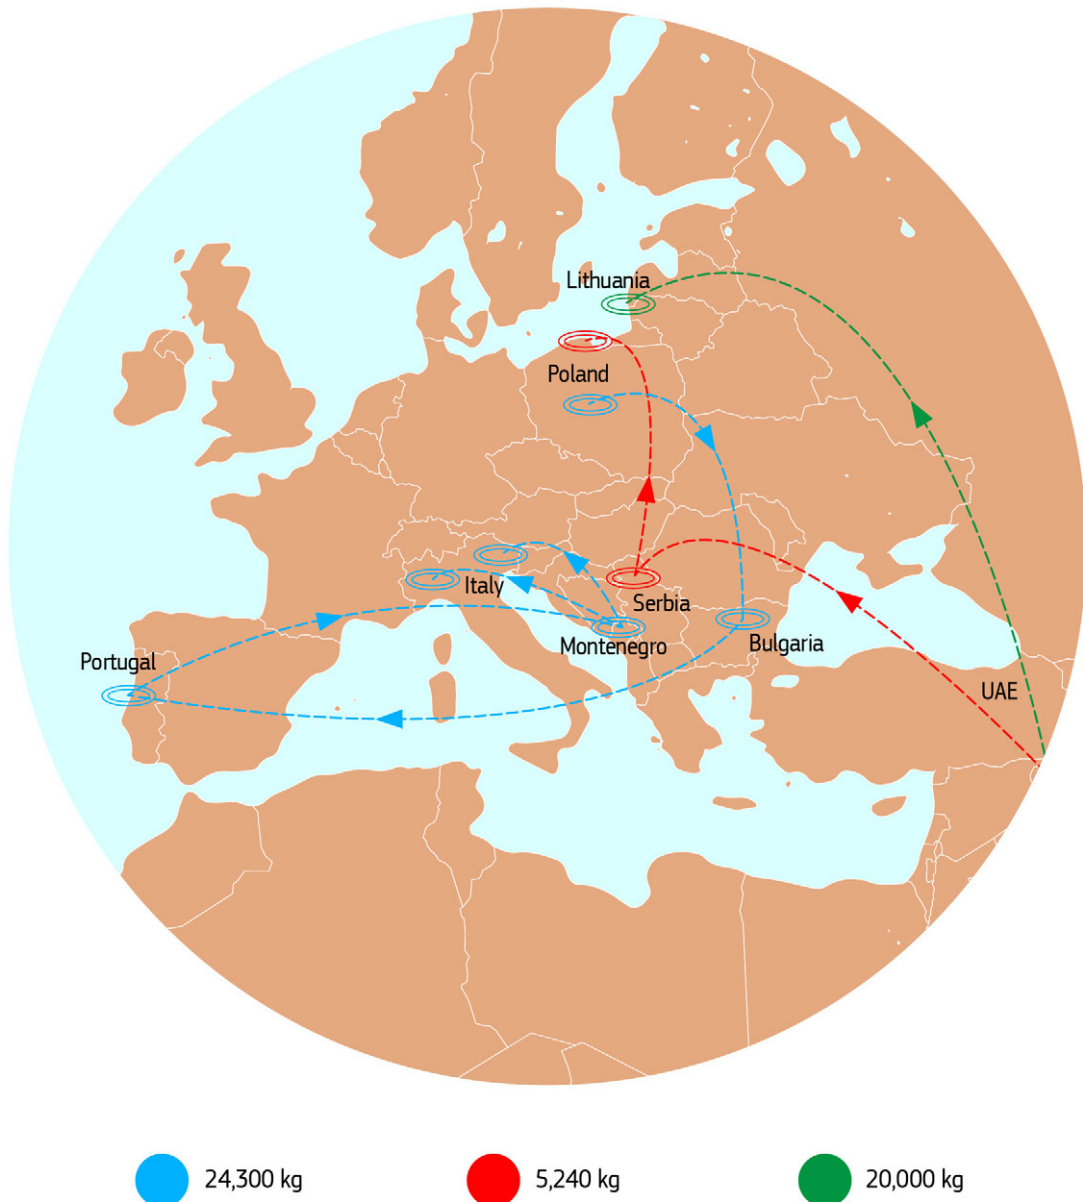 Lithuania
Poland
Italy
Serbia
Montenegro
Bulgaria
Portugal
UAE
24,300 kg
5,240 kg
20,000 kg